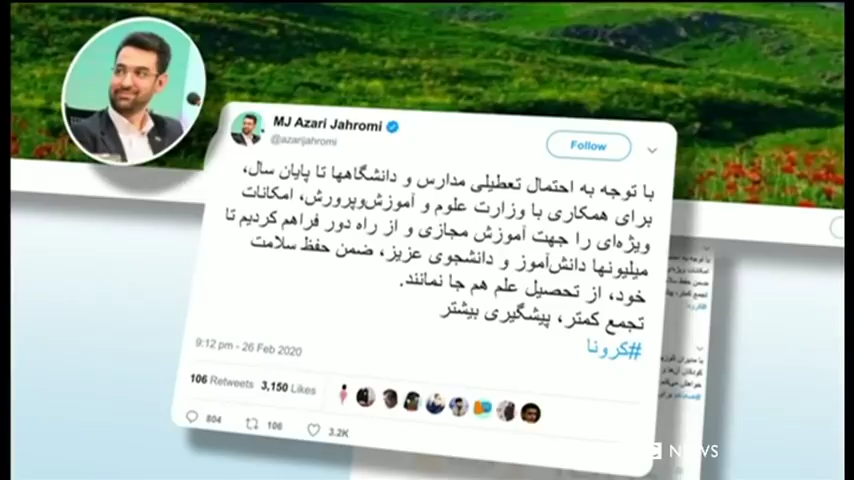 MJ Azari Jahromi
@azarijahromi
Follow
با توجه به احتمال تعطیلی مدارس و دانشگاهها تا پایان سال،
برای همکاری با وزارت علوم و آموزش‌وپرورش، امکانات
ویژه‌ای را جهت آموزش مجازی و از راه دور فراهم کردیم تا
میلیونها دانش‌آموز و دانشجوی عزیز، ضمن حفظ سلامت
خود، از تحصیل علم هم جا نمانند.
تجمع کمتر، پیشگیری بیشتر
#کرونا
9:12 pm - 26 Feb 2020
106 Retweets 3,150 Likes
804 106 3.2K
NEWS